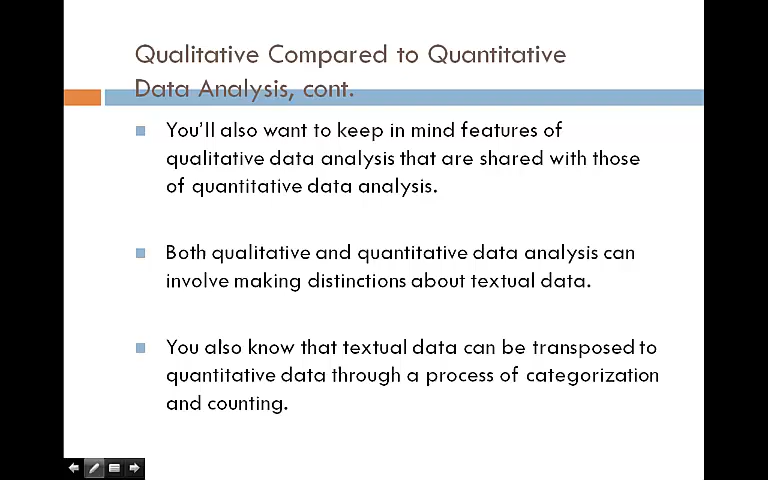 Qualitative Compared to Quantitative
Data Analysis, cont.
You'll also want to keep in mind features of
qualitative data analysis that are shared with those
of quantitative data analysis.
Both qualitative and quantitative data analysis can
involve making distinctions about textual data.
You also know that textual data can be transposed to
quantitative data through a process of categorization
and counting.